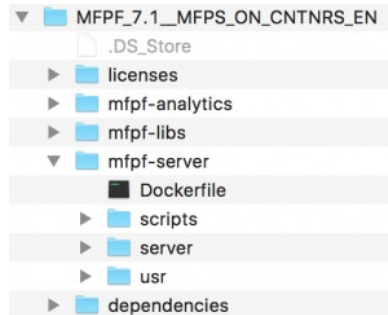 MFPF_7.1__MFPS_ON_CNTNRS_EN
.DS_Store
licenses
mfpf-analytics
mfpf-libs
mfpf-server
Dockerfile
scripts
server
usr
dependencies